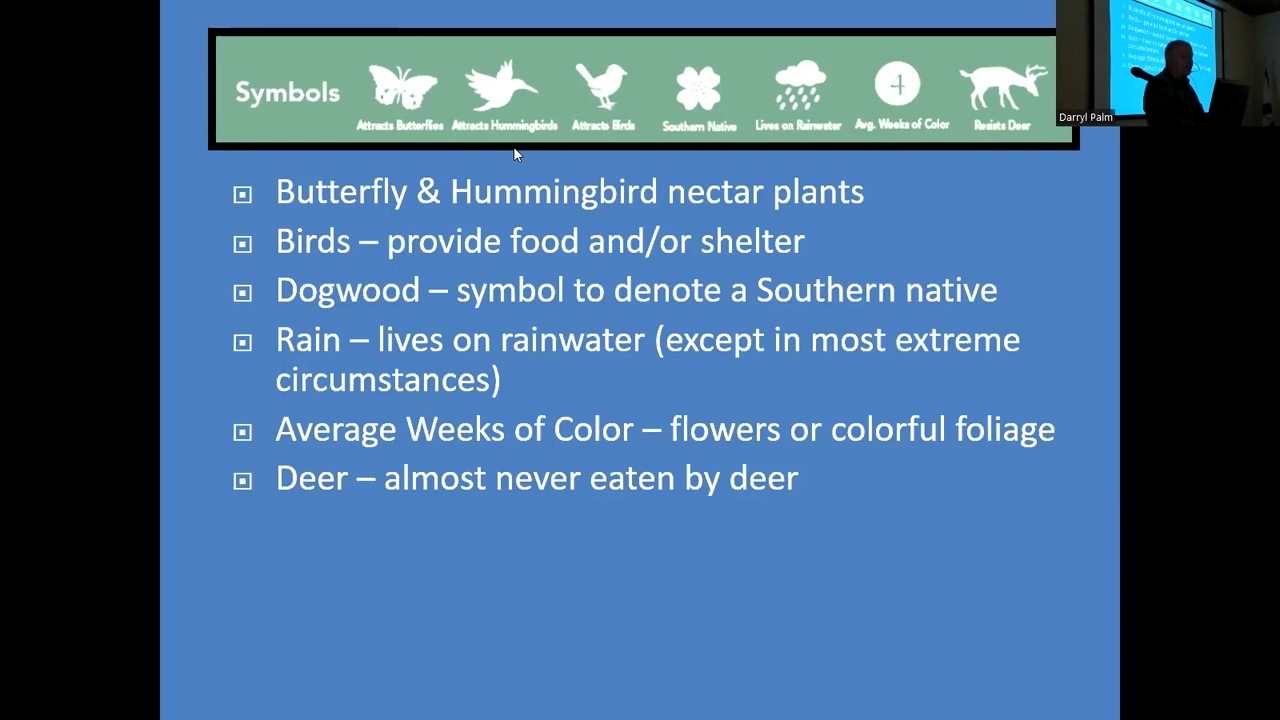 Symbols
Attracts Butterflies Attracts Hummingbirds Attracts Birds Southern Native Lives on Rainwater 4 Avg. Weeks of Color Resists Deer
Darryl Palm
Butterfly & Hummingbird nectar plants
Birds – provide food and/or shelter
Dogwood – symbol to denote a Southern native
Rain – lives on rainwater (except in most extreme
circumstances)
Average Weeks of Color – flowers or colorful foliage
Deer – almost never eaten by deer